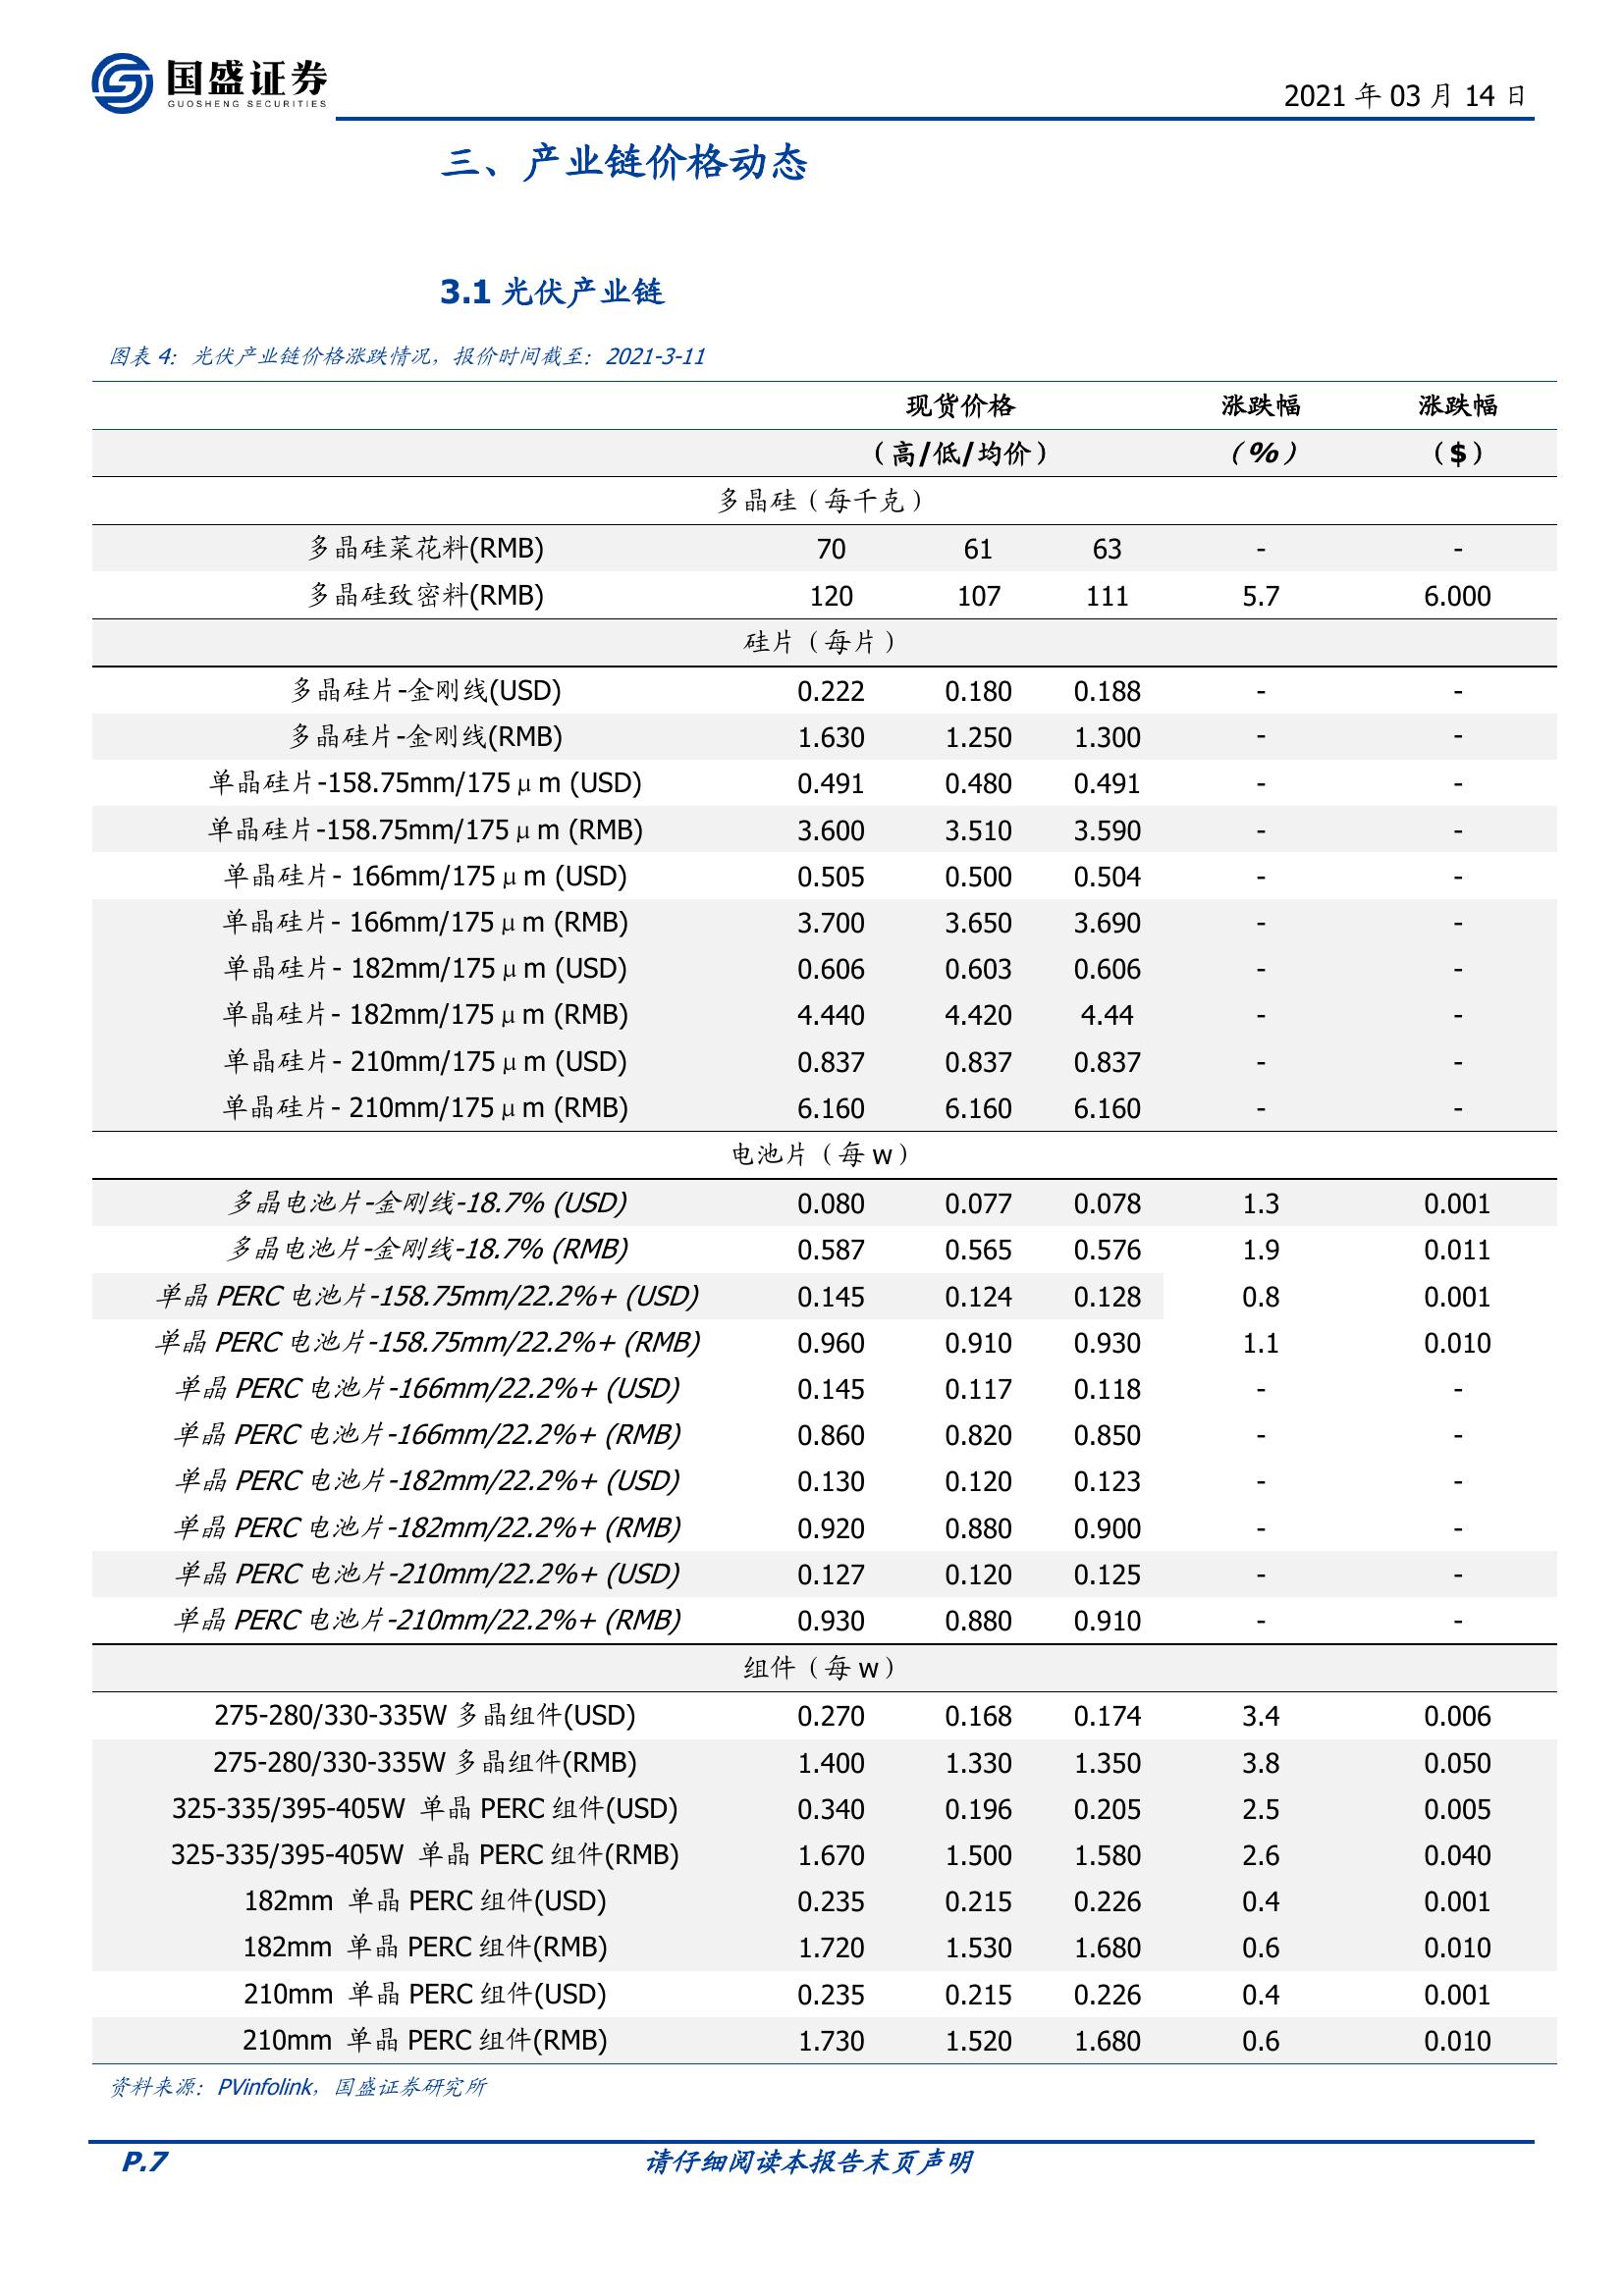 国盛证券
GUOSHENG SECURITIES
2021 年 03 月 14 日
三、产业链价格动态
3.1 光伏产业链
图表 4：光伏产业链价格涨跌情况，报价时间截至：2021-3-11
现货价格 涨跌幅 涨跌幅
（高/低/均价） （%） （$）
多晶硅（每千克）
多晶硅菜花料(RMB) 70 61 63 - -
多晶硅致密料(RMB) 120 107 111 5.7 6.000
硅片（每片）
多晶硅片-金刚线(USD) 0.222 0.180 0.188 - -
多晶硅片-金刚线(RMB) 1.630 1.250 1.300 - -
单晶硅片-158.75mm/175μm (USD) 0.491 0.480 0.491 - -
单晶硅片-158.75mm/175μm (RMB) 3.600 3.510 3.590 - -
单晶硅片- 166mm/175μm (USD) 0.505 0.500 0.504 - -
单晶硅片- 166mm/175μm (RMB) 3.700 3.650 3.690 - -
单晶硅片- 182mm/175μm (USD) 0.606 0.603 0.606 - -
单晶硅片- 182mm/175μm (RMB) 4.440 4.420 4.44 - -
单晶硅片- 210mm/175μm (USD) 0.837 0.837 0.837 - -
单晶硅片- 210mm/175μm (RMB) 6.160 6.160 6.160 - -
电池片（每 w）
多晶电池片-金刚线-18.7% (USD) 0.080 0.077 0.078 1.3 0.001
多晶电池片-金刚线-18.7% (RMB) 0.587 0.565 0.576 1.9 0.011
单晶 PERC 电池片-158.75mm/22.2%+ (USD) 0.145 0.124 0.128 0.8 0.001
单晶 PERC 电池片-158.75mm/22.2%+ (RMB) 0.960 0.910 0.930 1.1 0.010
单晶 PERC 电池片-166mm/22.2%+ (USD) 0.145 0.117 0.118 - -
单晶 PERC 电池片-166mm/22.2%+ (RMB) 0.860 0.820 0.850 - -
单晶 PERC 电池片-182mm/22.2%+ (USD) 0.130 0.120 0.123 - -
单晶 PERC 电池片-182mm/22.2%+ (RMB) 0.920 0.880 0.900 - -
单晶 PERC 电池片-210mm/22.2%+ (USD) 0.127 0.120 0.125 - -
单晶 PERC 电池片-210mm/22.2%+ (RMB) 0.930 0.880 0.910 - -
组件（每 w）
275-280/330-335W 多晶组件(USD) 0.270 0.168 0.174 3.4 0.006
275-280/330-335W 多晶组件(RMB) 1.400 1.330 1.350 3.8 0.050
325-335/395-405W 单晶 PERC 组件(USD) 0.340 0.196 0.205 2.5 0.005
325-335/395-405W 单晶 PERC 组件(RMB) 1.670 1.500 1.580 2.6 0.040
182mm 单晶 PERC 组件(USD) 0.235 0.215 0.226 0.4 0.001
182mm 单晶 PERC 组件(RMB) 1.720 1.530 1.680 0.6 0.010
210mm 单晶 PERC 组件(USD) 0.235 0.215 0.226 0.4 0.001
210mm 单晶 PERC 组件(RMB) 1.730 1.520 1.680 0.6 0.010
资料来源：PVinfolink，国盛证券研究所
P.7 请仔细阅读本报告末页声明